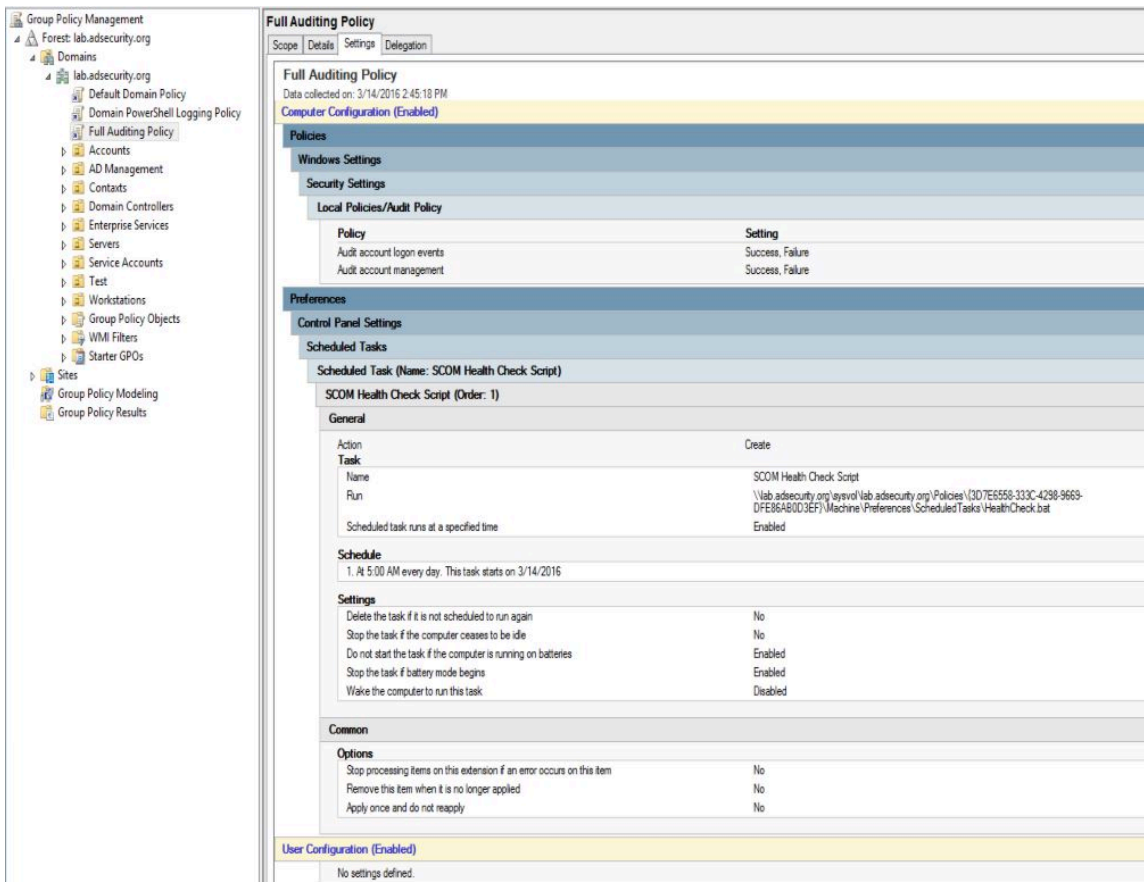 Group Policy Management
Forest: lab.adsecurity.org
Domains
lab.adsecurity.org
Default Domain Policy
Domain PowerShell Logging Policy
Full Auditing Policy
Accounts
AD Management
Contaxts
Domain Controllers
Enterprise Services
Servers
Service Accounts
Test
Workstations
Group Policy Objects
WMI Filters
Starter GPOs
Sites
Group Policy Modeling
Group Policy Results
Full Auditing Policy
Scope Details Settings Delegation
Full Auditing Policy
Data collected on: 3/14/2016 2:45:18 PM
Computer Configuration (Enabled)
Policies
Windows Settings
Security Settings
Local Policies/Audit Policy
Policy Setting
Audit account logon events Success, Failure
Audit account management Success, Failure
Preferences
Control Panel Settings
Scheduled Tasks
Scheduled Task (Name: SCOM Health Check Script)
SCOM Health Check Script (Order: 1)
General
Action Create
Task
Name SCOM Health Check Script
Run \\lab.adsecurity.org\sysvol\lab.adsecurity.org\Policies\{3D7E6558-333C-4298-9669-
DFE86AB0D3EF}\Machine\Preferences\ScheduledTasks\HealthCheck.bat
Scheduled task runs at a specified time Enabled
Schedule
1. At 5:00 AM every day. This task starts on 3/14/2016
Settings
Delete the task if it is not scheduled to run again No
Stop the task if the computer ceases to be idle No
Do not start the task if the computer is running on batteries Enabled
Stop the task if battery mode begins Enabled
Wake the computer to run this task Disabled
Common
Options
Stop processing items on this extension if an error occurs on this item No
Remove this item when it is no longer applied No
Apply once and do not reapply No
User Configuration (Enabled)
No settings defined.